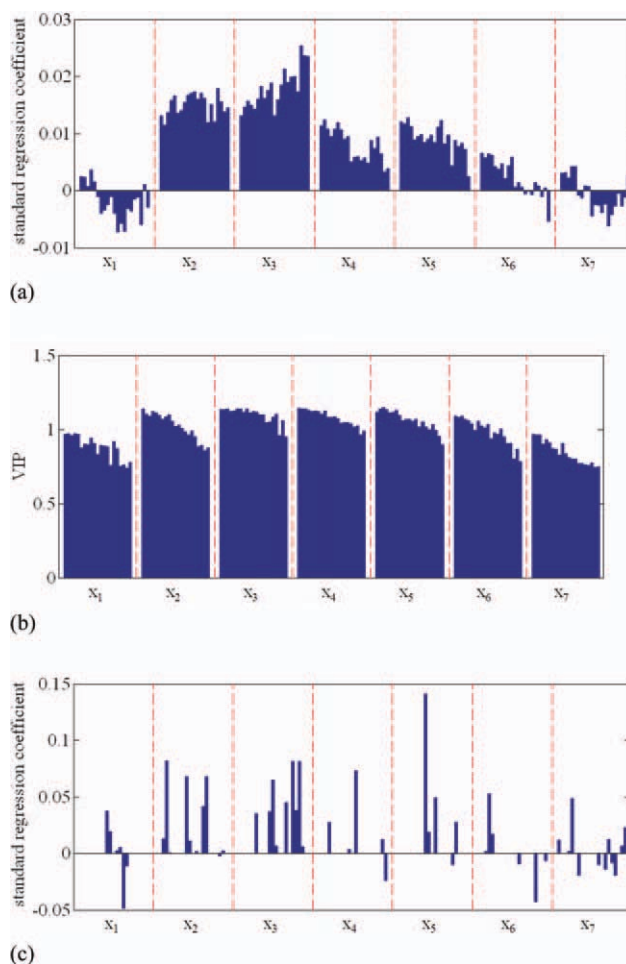 standard regression coefficient
0.03
0.02
0.01
0
-0.01
x₁ x₂ x₃ x₄ x₅ x₆ x₇
(a)
VIP
1.5
1
0.5
0
x₁ x₂ x₃ x₄ x₅ x₆ x₇
(b)
standard regression coefficient
0.15
0.1
0.05
0
-0.05
x₁ x₂ x₃ x₄ x₅ x₆ x₇
(c)